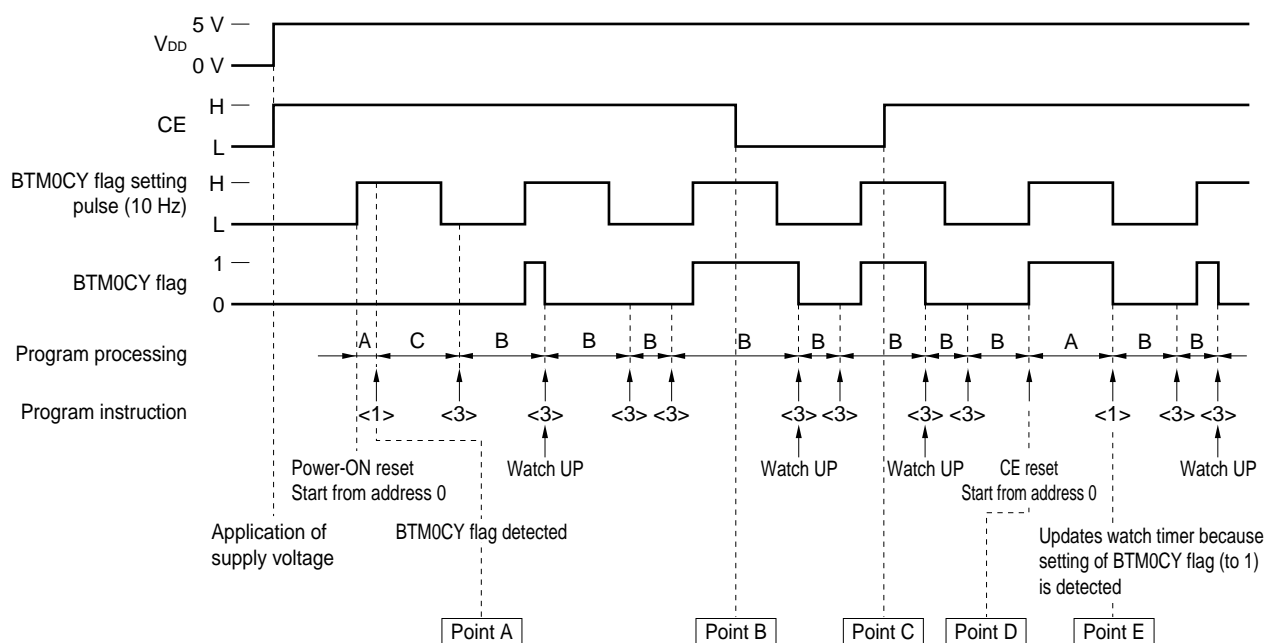 5 V
VDD
0 V
H
CE
L
BTM0CY flag setting
pulse (10 Hz)
H
L
1
BTM0CY flag
0
Program processing
A C B B B B B B B B A B B
Program instruction
<1> <3> <3> <3> <3> <3> <3> <3> <3> <1> <3> <3>
Power-ON reset
Start from address 0
Watch UP
Watch UP
Watch UP
CE reset
Start from address 0
Watch UP
Application of
supply voltage
BTM0CY flag detected
Updates watch timer because
setting of BTM0CY flag (to 1)
is detected
Point A
Point B
Point C
Point D
Point E